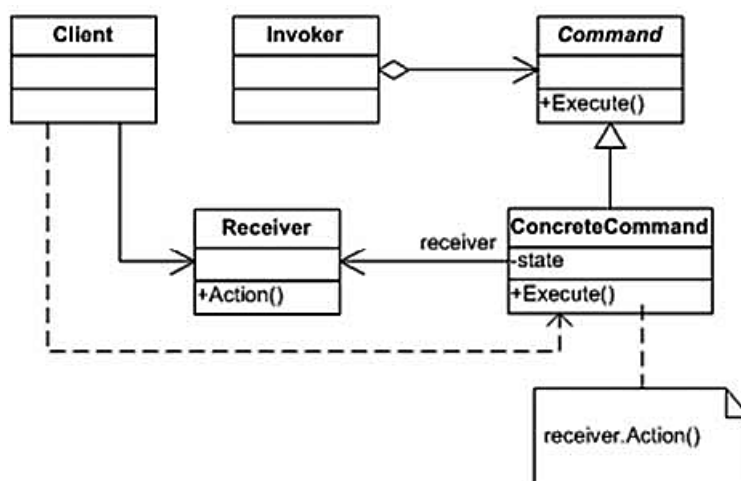 Client
Invoker
Command
+Execute()
Receiver
+Action()
receiver
ConcreteCommand
-state
+Execute()
receiver.Action()